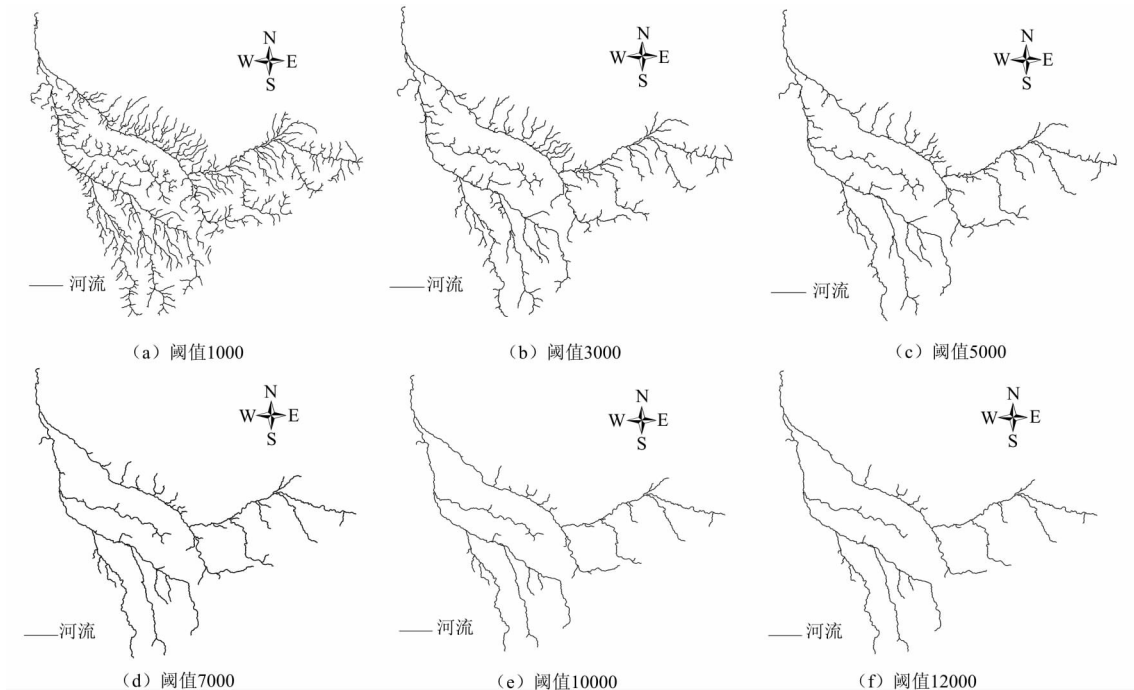 N
W E
S
河流
(a)阈值1000
N
W E
S
河流
(b)阈值3000
N
W E
S
河流
(c)阈值5000
N
W E
S
河流
(d)阈值7000
N
W E
S
河流
(e)阈值10000
N
W E
S
河流
(f)阈值12000